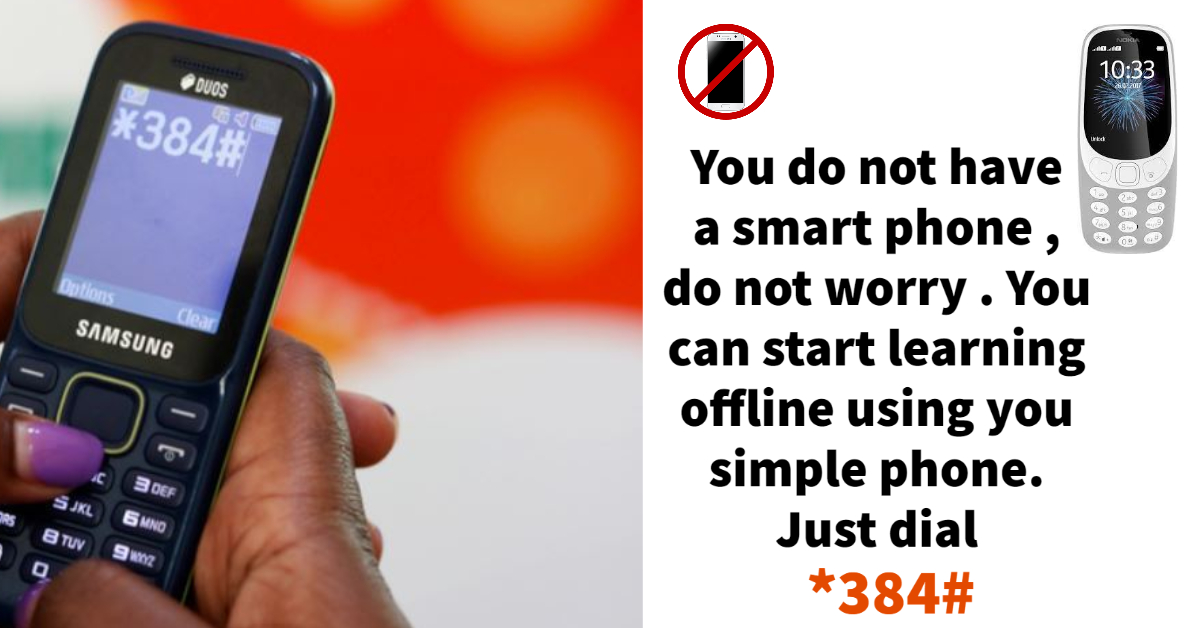 DUOS
*384#
Options
Clear
SAMSUNG
3 DEF
5 JKL
6 MNO
8 TUV
9 WXYZ
NOKIA
10:33
Unlock
You do not have
a smart phone ,
do not worry . You
can start learning
offline using you
simple phone.
Just dial
*384#